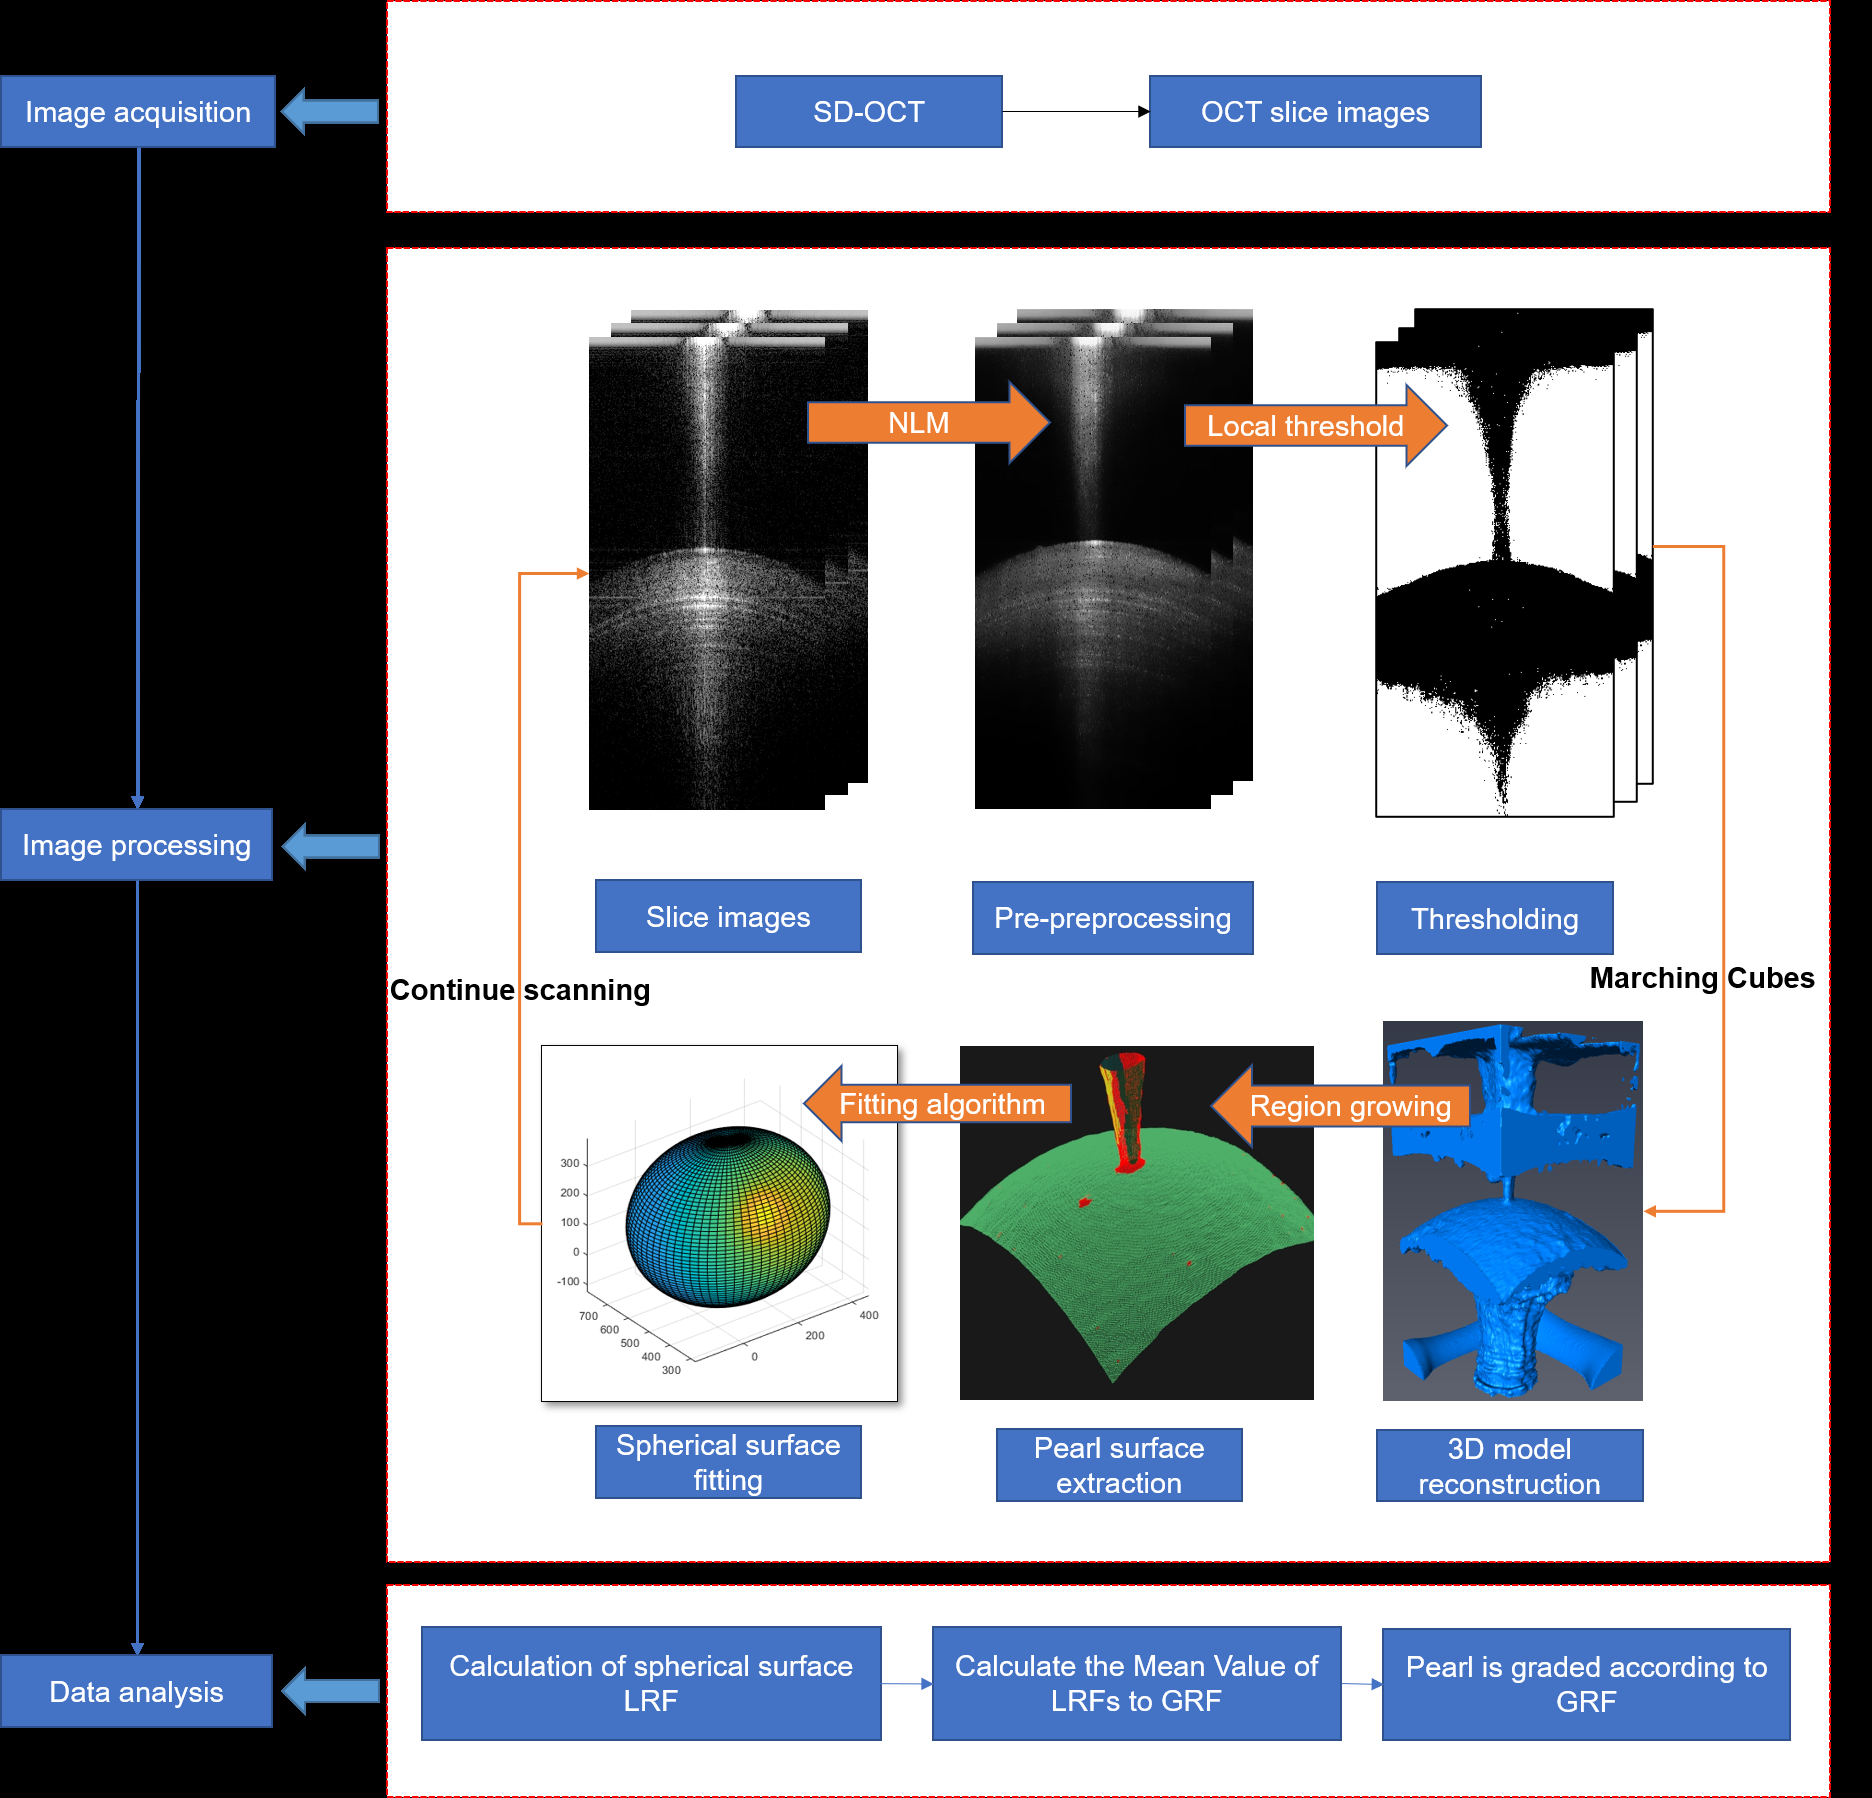 Image acquisition
SD-OCT
OCT slice images
NLM
Local threshold
Image processing
Slice images
Pre-preprocessing
Thresholding
Continue scanning
Marching Cubes
Fitting algorithm
Region growing
300
200
100
0
-100
700
600
500
400
300
0
200
400
Spherical surface
fitting
Pearl surface
extraction
3D model
reconstruction
Data analysis
Calculation of spherical surface
LRF
Calculate the Mean Value of
LRFs to GRF
Pearl is graded according to
GRF